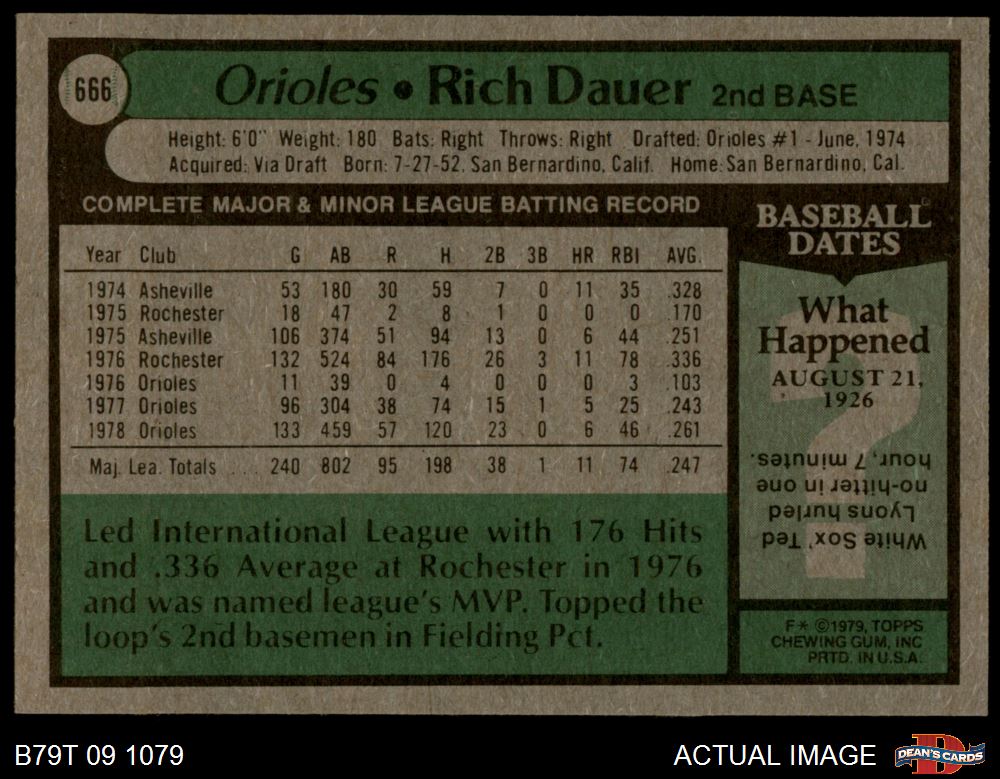 666
Orioles • Rich Dauer 2nd BASE
Height: 6'0" Weight: 180 Bats: Right Throws: Right Drafted: Orioles #1 - June, 1974
Acquired: Via Draft Born: 7-27-52, San Bernardino, Calif. Home: San Bernardino, Cal.
COMPLETE MAJOR & MINOR LEAGUE BATTING RECORD
Year Club G AB R H 2B 3B HR RBI AVG.
1974 Asheville 53 180 30 59 7 0 11 35 .328
1975 Rochester 18 47 2 8 1 0 0 0 .170
1975 Asheville 106 374 51 94 13 0 6 44 .251
1976 Rochester 132 524 84 176 26 3 11 78 .336
1976 Orioles 11 39 0 4 0 0 0 3 .103
1977 Orioles 96 304 38 74 15 1 5 25 .243
1978 Orioles 133 459 57 120 23 0 6 46 .261
Maj. Lea. Totals . . . 240 802 95 198 38 1 11 74 .247
Led International League with 176 Hits
and .336 Average at Rochester in 1976
and was named league's MVP. Topped the
loop's 2nd basemen in Fielding Pct.
BASEBALL
DATES
What
Happened
AUGUST 21,
1926
?
White Sox' Ted
Lyons hurled
no-hitter in one
hour, 7 minutes.
F* ©1979, TOPPS
CHEWING GUM, INC
PRTD. IN U.S.A.
B79T 09 1079
ACTUAL IMAGE
D
DEAN'S CARDS